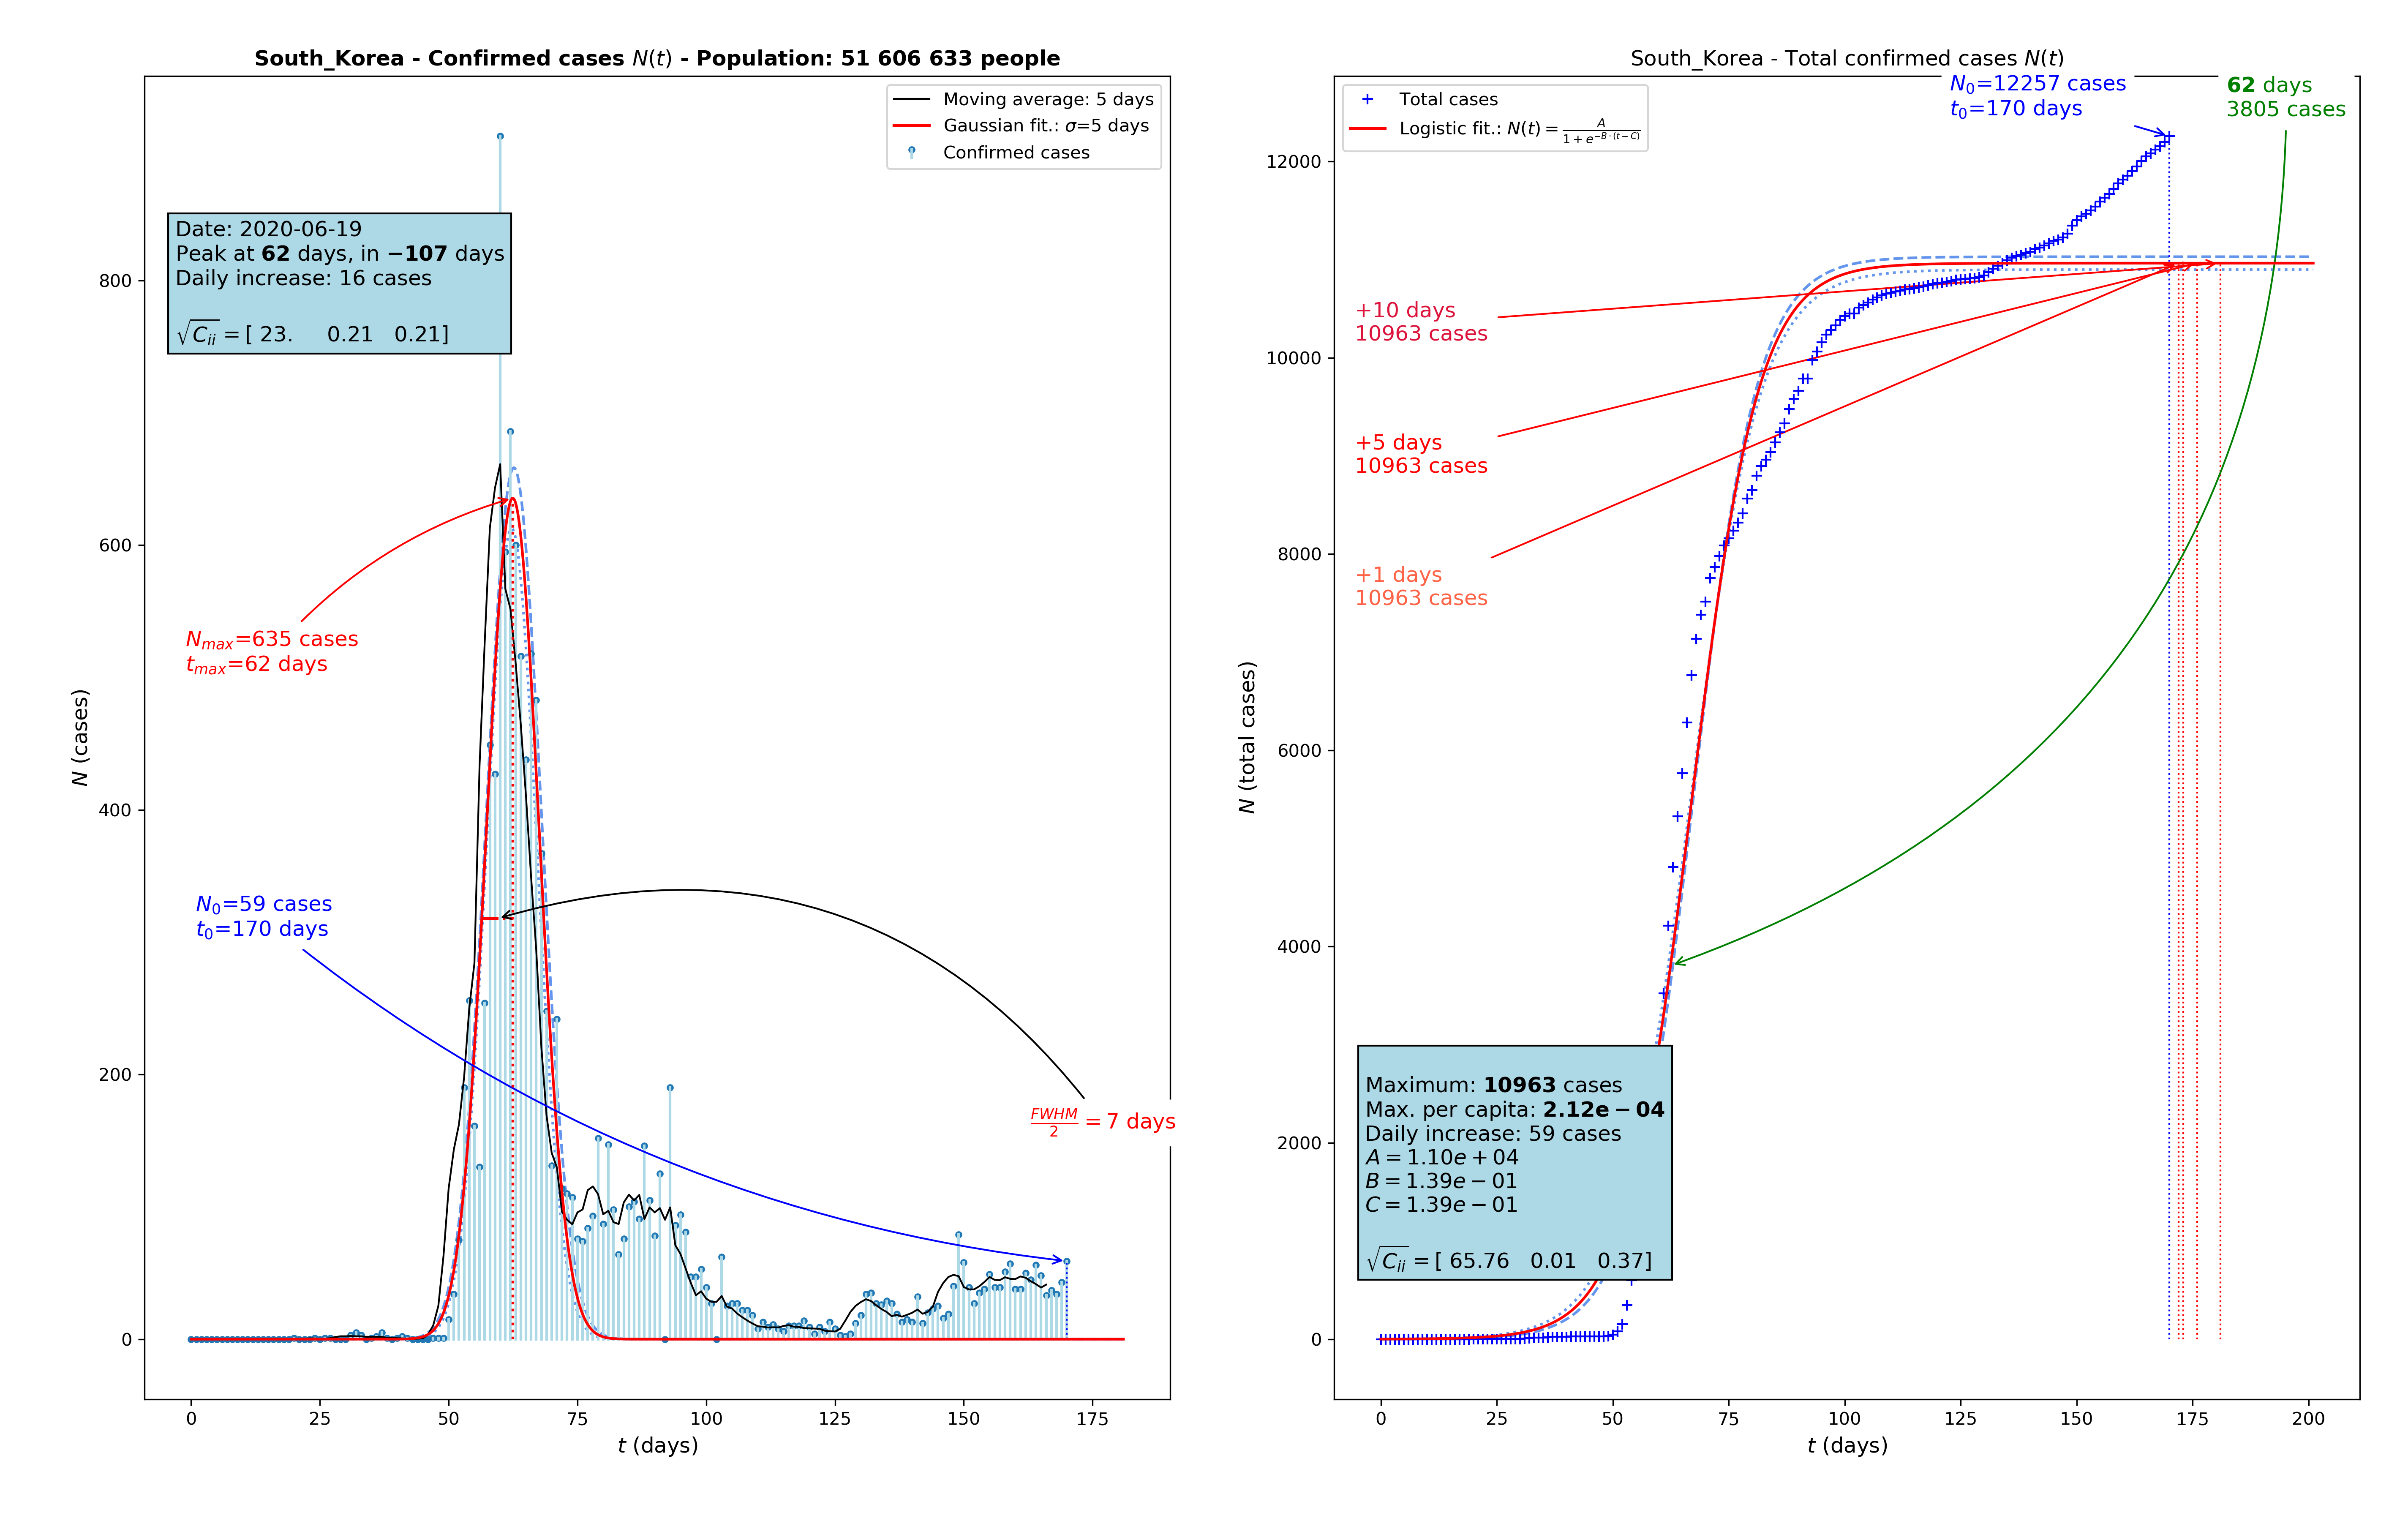 South_Korea - Confirmed cases N(t) - Population: 51 606 633 people
Moving average: 5 days
Gaussian fit.: σ=5 days
Confirmed cases
Date: 2020-06-19
Peak at 62 days, in −107 days
Daily increase: 16 cases
√C_ii = [ 23. 0.21 0.21]
N_max=635 cases
t_max=62 days
N_0=59 cases
t_0=170 days
FWHM/2 = 7 days
N (cases)
800
600
400
200
0
0 25 50 75 100 125 150 175
t (days)
South_Korea - Total confirmed cases N(t)
Total cases
Logistic fit.: N(t) = A/(1 + e^{−B·(t−C)})
N_0=12257 cases
t_0=170 days
62 days
3805 cases
+10 days
10963 cases
+5 days
10963 cases
+1 days
10963 cases
Maximum: 10963 cases
Max. per capita: 2.12e − 04
Daily increase: 59 cases
A = 1.10e + 04
B = 1.39e − 01
C = 1.39e − 01
√C_ii = [ 65.76 0.01 0.37]
N (total cases)
12000
10000
8000
6000
4000
2000
0
0 25 50 75 100 125 150 175 200
t (days)